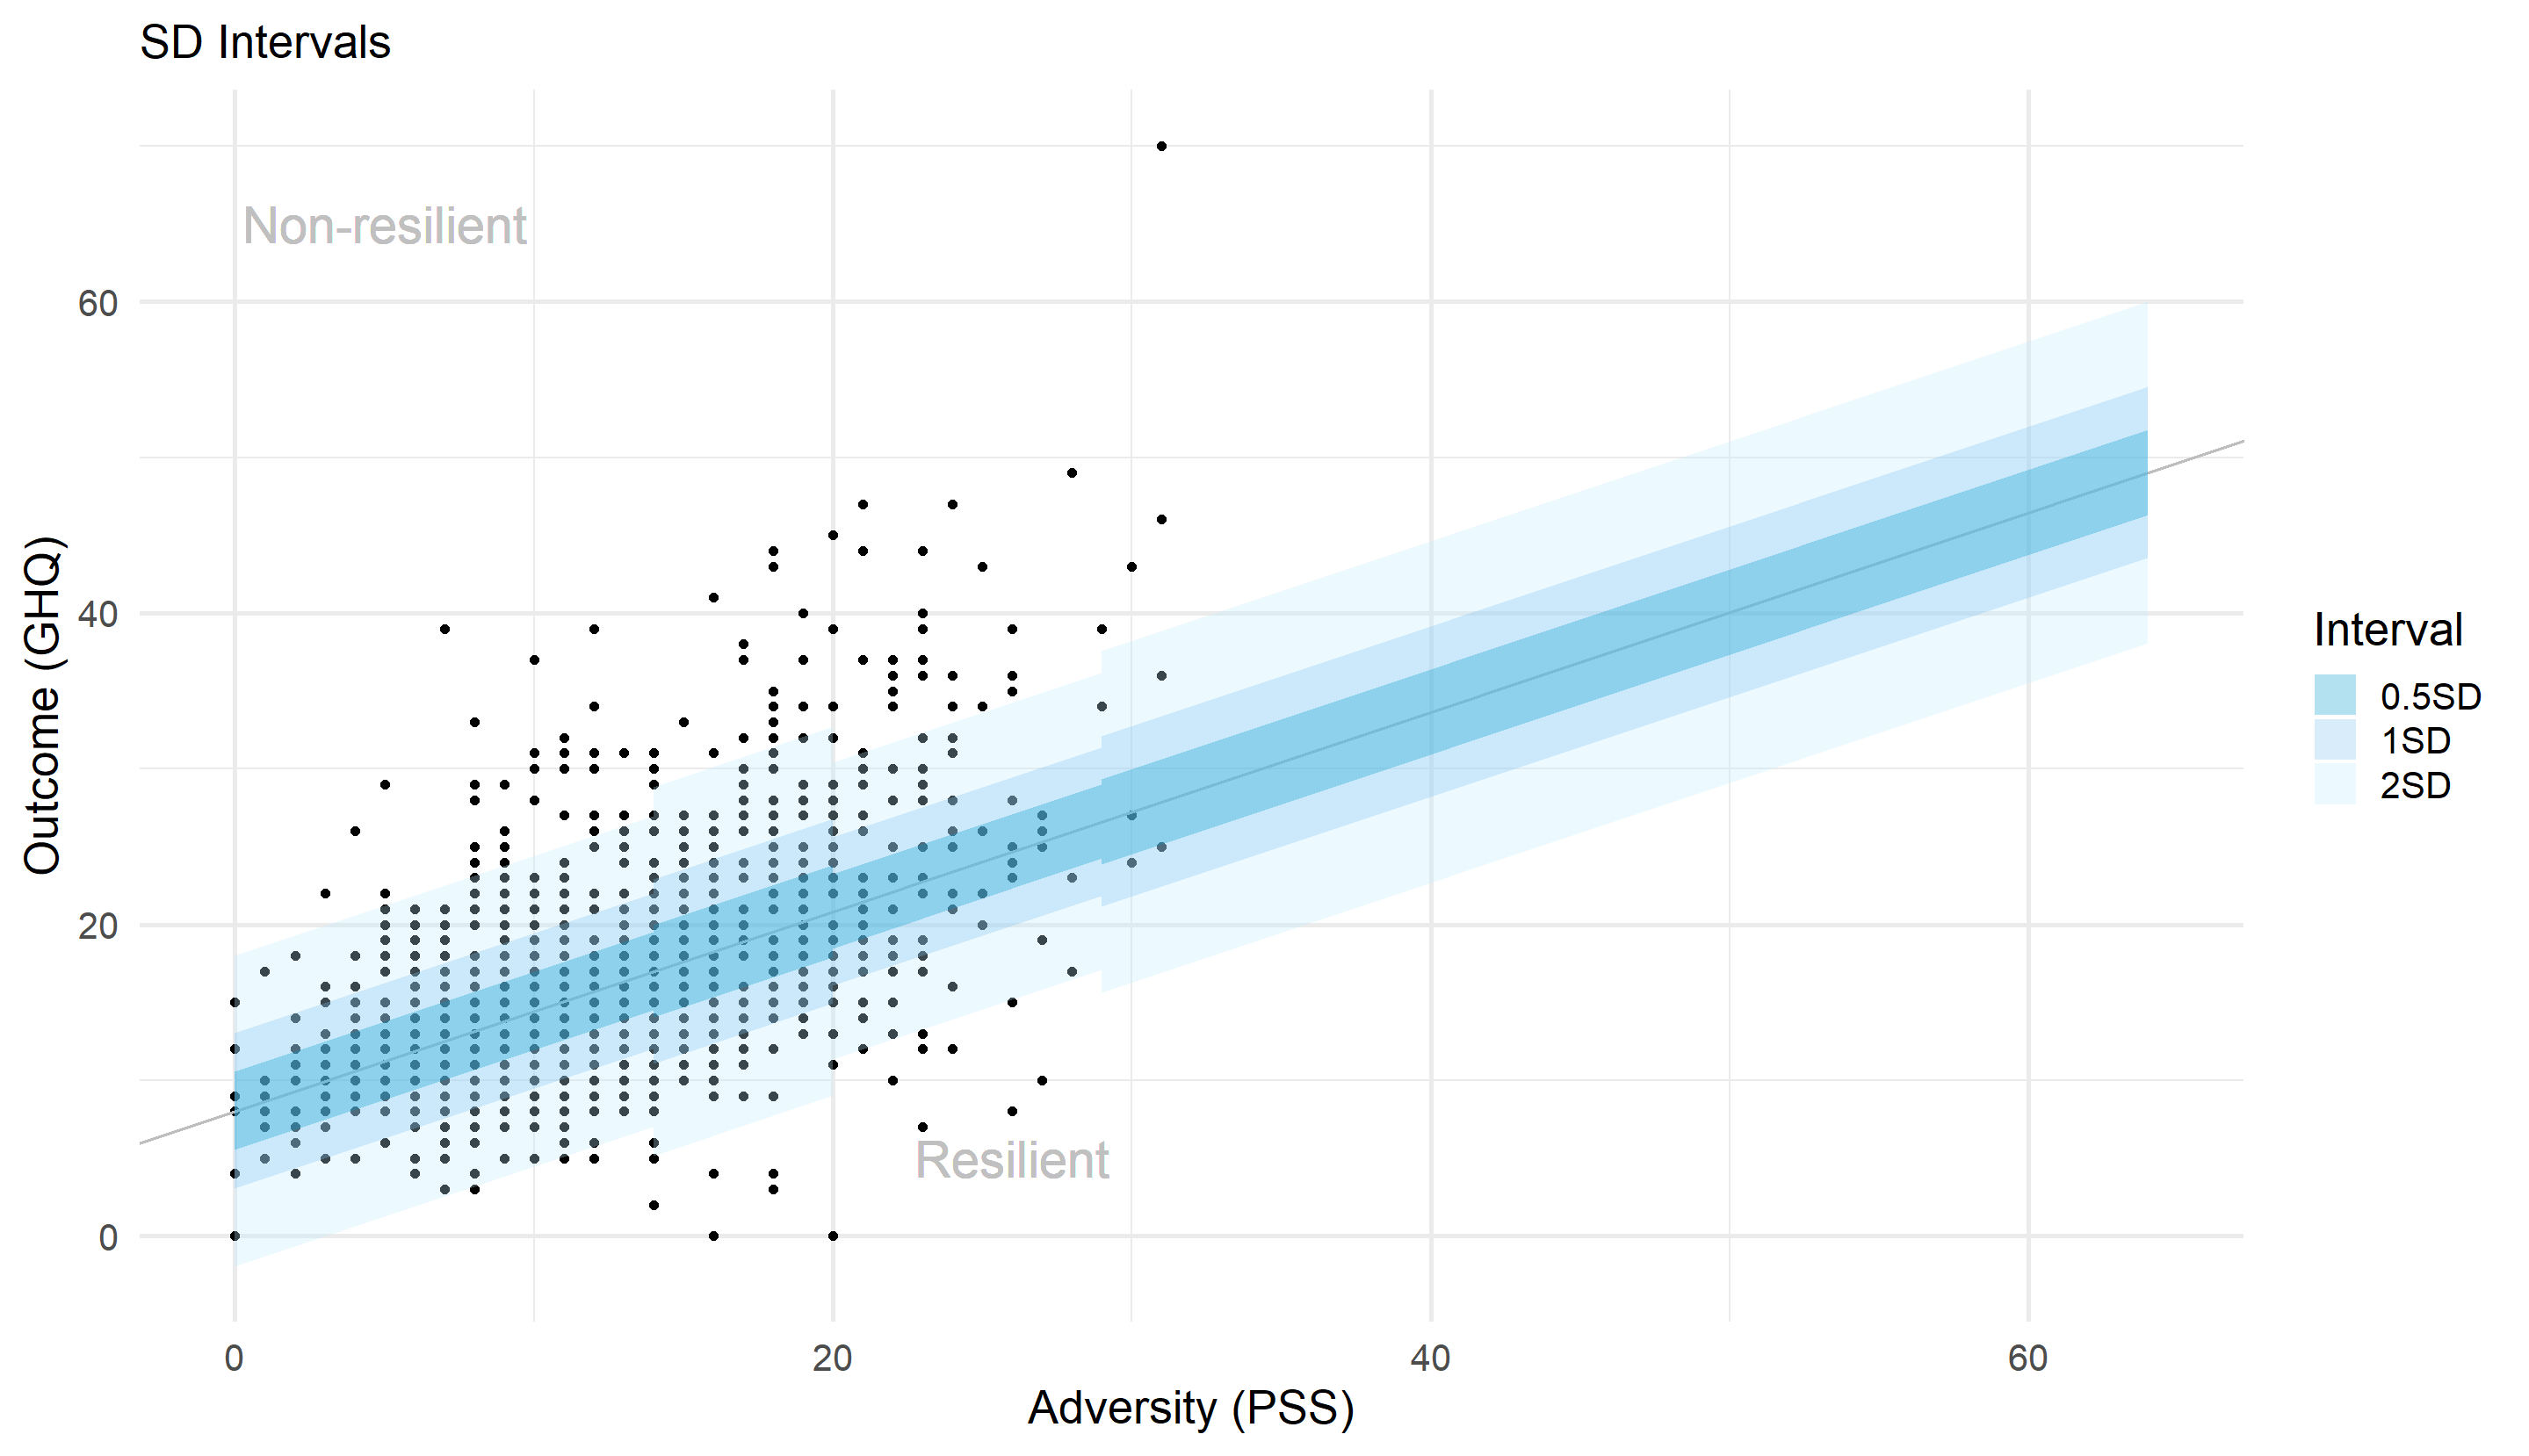 SD Intervals
Non-resilient
60
40
20
0
Outcome (GHQ)
Resilient
0 20 40 60
Adversity (PSS)
Interval
0.5SD
1SD
2SD